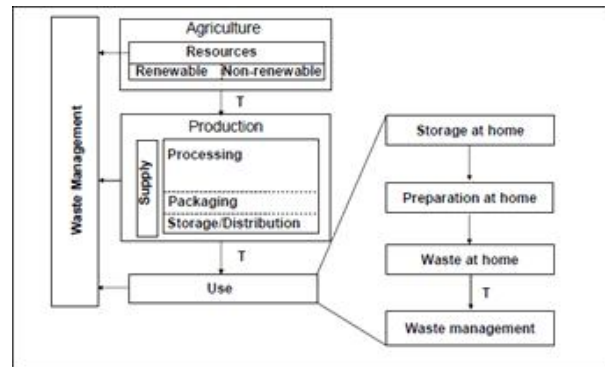 Agriculture
Resources
Renewable Non-renewable
T
Production
Supply
Processing
Packaging
Storage/Distribution
T
Use
Waste Management
Storage at home
Preparation at home
Waste at home
T
Waste management